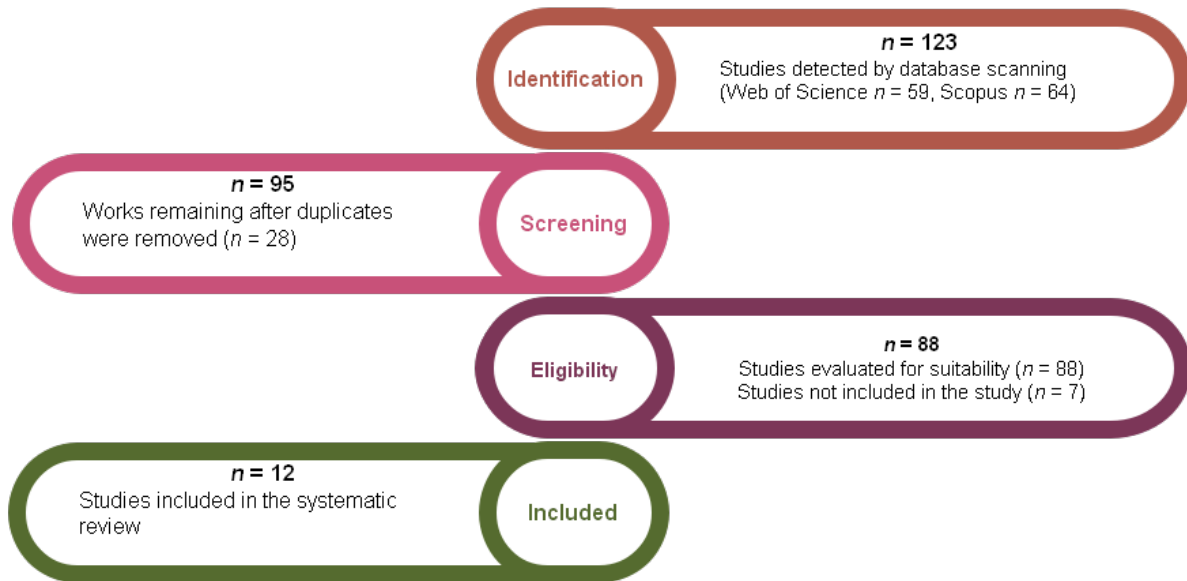 Identification
n = 123
Studies detected by database scanning
(Web of Science n = 59, Scopus n = 64)
n = 95
Works remaining after duplicates
were removed (n = 28)
Screening
Eligibility
n = 88
Studies evaluated for suitability (n = 88)
Studies not included in the study (n = 7)
n = 12
Studies included in the systematic
review
Included